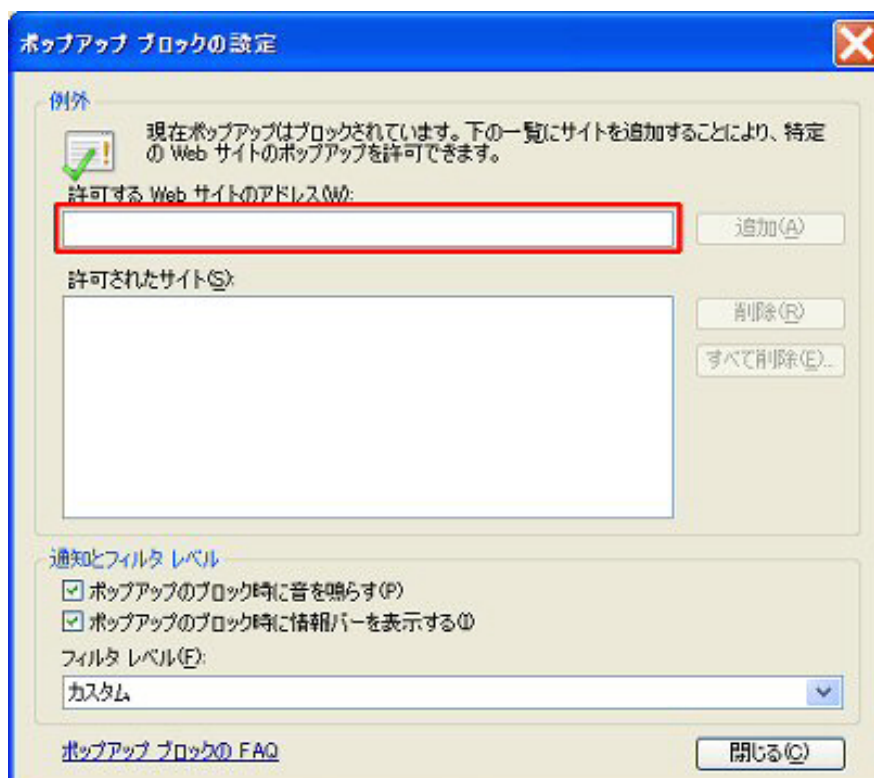 ポップアップ ブロックの設定
例外
現在ポップアップはブロックされています。下の一覧にサイトを追加することにより、特定
の Web サイトのポップアップを許可できます。
許可する Web サイトのアドレス(W):
追加(A)
許可されたサイト(S):
削除(R)
すべて削除(E)...
通知とフィルタ レベル
ポップアップのブロック時に音を鳴らす(P)
ポップアップのブロック時に情報バーを表示する(I)
フィルタ レベル(F):
カスタム
ポップアップ ブロックの FAQ
閉じる(C)